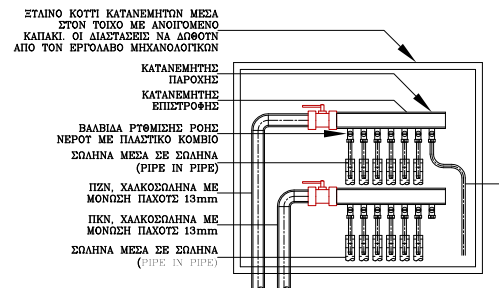 ΞΥΛΙΝΟ ΚΟΥΤΙ ΚΑΤΑΝΕΜΗΤΩΝ ΜΕΣΑ
ΣΤΟΝ ΤΟΙΧΟ ΜΕ ΑΝΟΙΓΟΜΕΝΟ
ΚΑΠΑΚΙ. ΟΙ ΔΙΑΣΤΑΣΕΙΣ ΝΑ ΔΩΘΟΥΝ
ΑΠΟ ΤΟΝ ΕΡΓΟΛΑΒΟ ΜΗΧΑΝΟΛΟΓΙΚΩΝ
ΚΑΤΑΝΕΜΗΤΗΣ
ΠΑΡΟΧΗΣ
ΚΑΤΑΝΕΜΗΤΗΣ
ΕΠΙΣΤΡΟΦΗΣ
ΒΑΛΒΙΔΑ ΡΥΘΜΙΣΗΣ ΡΟΗΣ
ΝΕΡΟΥ ΜΕ ΠΛΑΣΤΙΚΟ ΚΟΜΒΙΟ
ΣΩΛΗΝΑ ΜΕΣΑ ΣΕ ΣΩΛΗΝΑ
(PIPE IN PIPE)
ΠΖΝ, ΧΑΛΚΟΣΩΛΗΝΑ ΜΕ
ΜΟΝΩΣΗ ΠΑΧΟΥΣ 13mm
ΠΚΝ, ΧΑΛΚΟΣΩΛΗΝΑ ΜΕ
ΜΟΝΩΣΗ ΠΑΧΟΥΣ 13mm
ΣΩΛΗΝΑ ΜΕΣΑ ΣΕ ΣΩΛΗΝΑ
(PIPE IN PIPE)